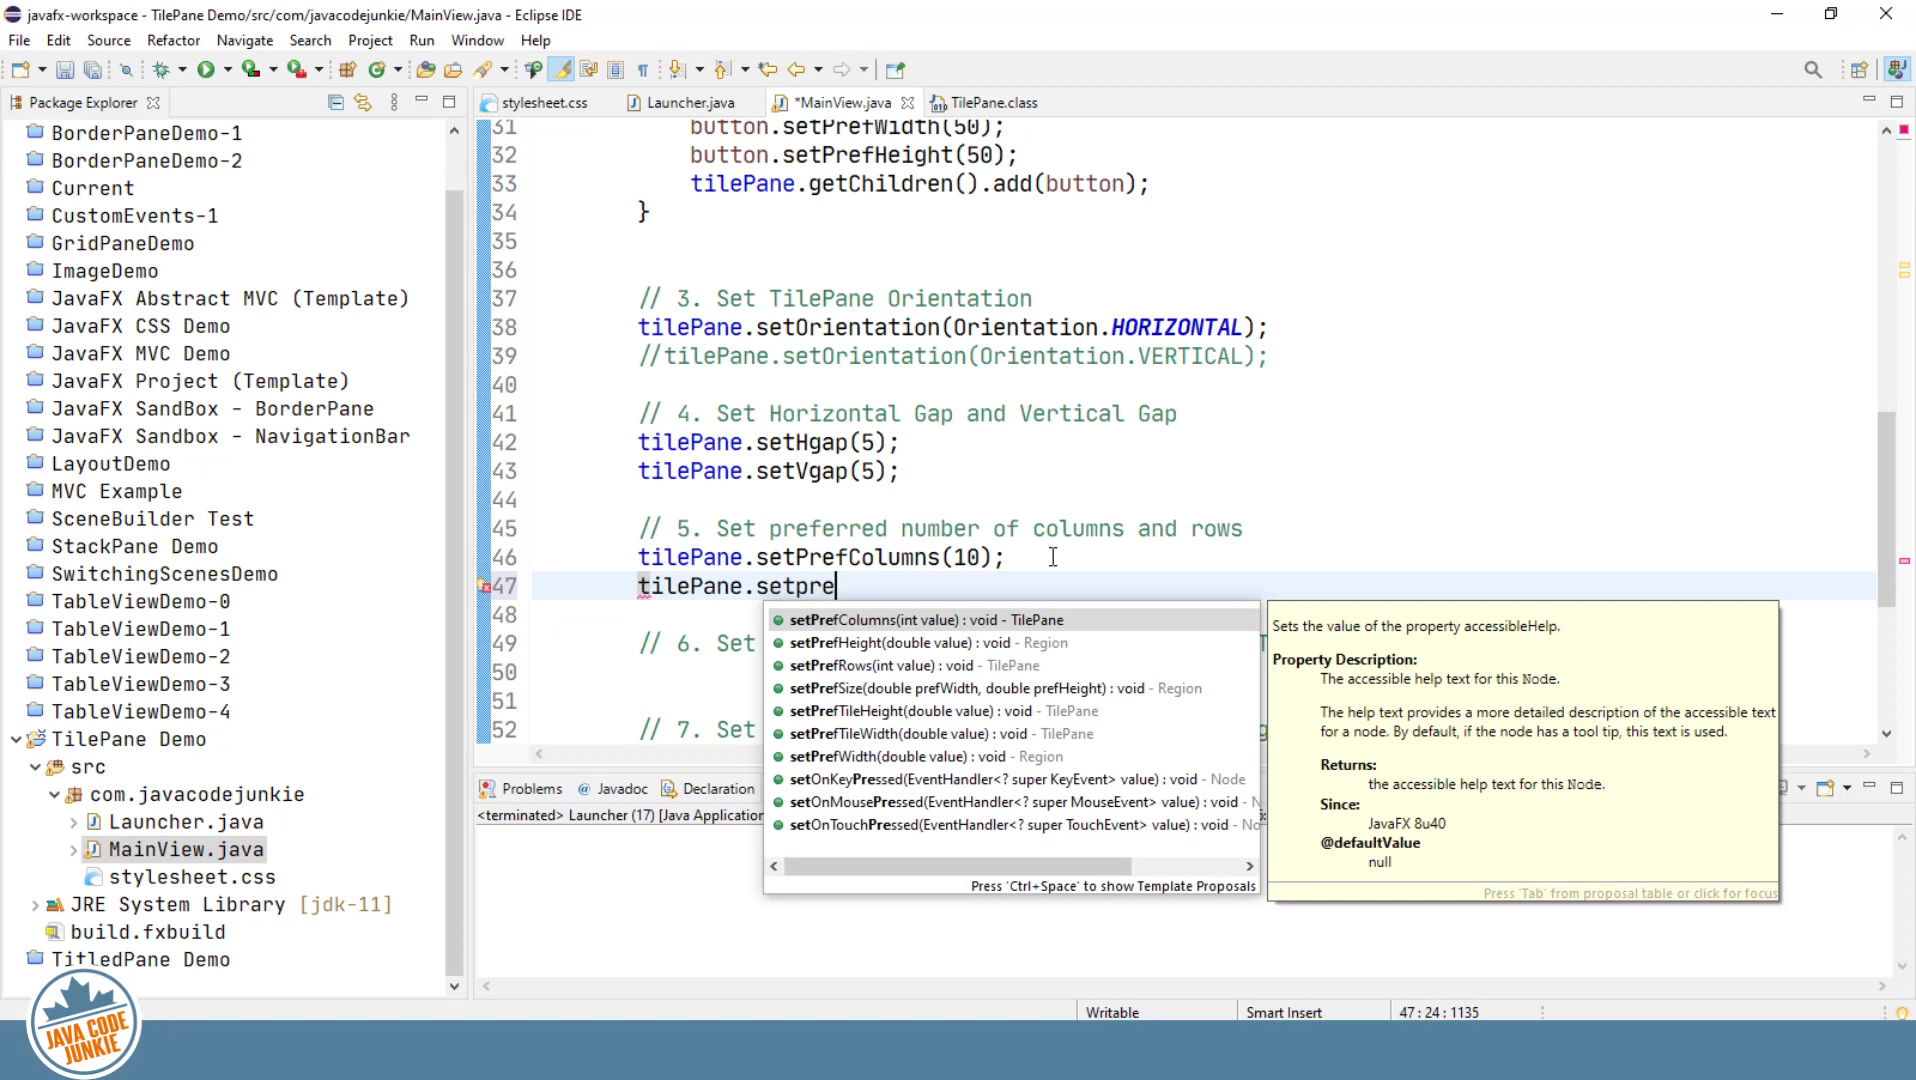 javafx-workspace - TilePane Demo/src/com/javacodejunkie/MainView.java - Eclipse IDE
File Edit Source Refactor Navigate Search Project Run Window Help
Package Explorer
stylesheet.css Launcher.java *MainView.java TilePane.class
BorderPaneDemo-1
BorderPaneDemo-2
Current
CustomEvents-1
GridPaneDemo
ImageDemo
JavaFX Abstract MVC (Template)
JavaFX CSS Demo
JavaFX MVC Demo
JavaFX Project (Template)
JavaFX SandBox - BorderPane
JavaFX Sandbox - NavigationBar
LayoutDemo
MVC Example
SceneBuilder Test
StackPane Demo
SwitchingScenesDemo
TableViewDemo-0
TableViewDemo-1
TableViewDemo-2
TableViewDemo-3
TableViewDemo-4
TilePane Demo
src
com.javacodejunkie
Launcher.java
MainView.java
stylesheet.css
JRE System Library [jdk-11]
build.fxbuild
TitledPane Demo
31 button.setPrefWidth(50);
32 button.setPrefHeight(50);
33 tilePane.getChildren().add(button);
34 }
35
36
37 // 3. Set TilePane Orientation
38 tilePane.setOrientation(Orientation.HORIZONTAL);
39 //tilePane.setOrientation(Orientation.VERTICAL);
40
41 // 4. Set Horizontal Gap and Vertical Gap
42 tilePane.setHgap(5);
43 tilePane.setVgap(5);
44
45 // 5. Set preferred number of columns and rows
46 tilePane.setPrefColumns(10);
47 tilePane.setpre
48
49 // 6. Set
50
51
52 // 7. Set
setPrefColumns(int value) : void - TilePane
setPrefHeight(double value) : void - Region
setPrefRows(int value) : void - TilePane
setPrefSize(double prefWidth, double prefHeight) : void - Region
setPrefTileHeight(double value) : void - TilePane
setPrefTileWidth(double value) : void - TilePane
setPrefWidth(double value) : void - Region
setOnKeyPressed(EventHandler<? super KeyEvent> value) : void - Node
setOnMousePressed(EventHandler<? super MouseEvent> value) : void - N
setOnTouchPressed(EventHandler<? super TouchEvent> value) : void - No
Press 'Ctrl+Space' to show Template Proposals
Sets the value of the property accessibleHelp.
Property Description:
The accessible help text for this Node.
The help text provides a more detailed description of the accessible text
for a node. By default, if the node has a tool tip, this text is used.
Returns:
the accessible help text for this Node.
Since:
JavaFX 8u40
@defaultValue
null
Press 'Tab' from proposal table or click for focus
Problems @ Javadoc Declaration
<terminated> Launcher (17) [Java Application
Writable Smart Insert 47 : 24 : 1135
JAVA CODE
JUNKIE